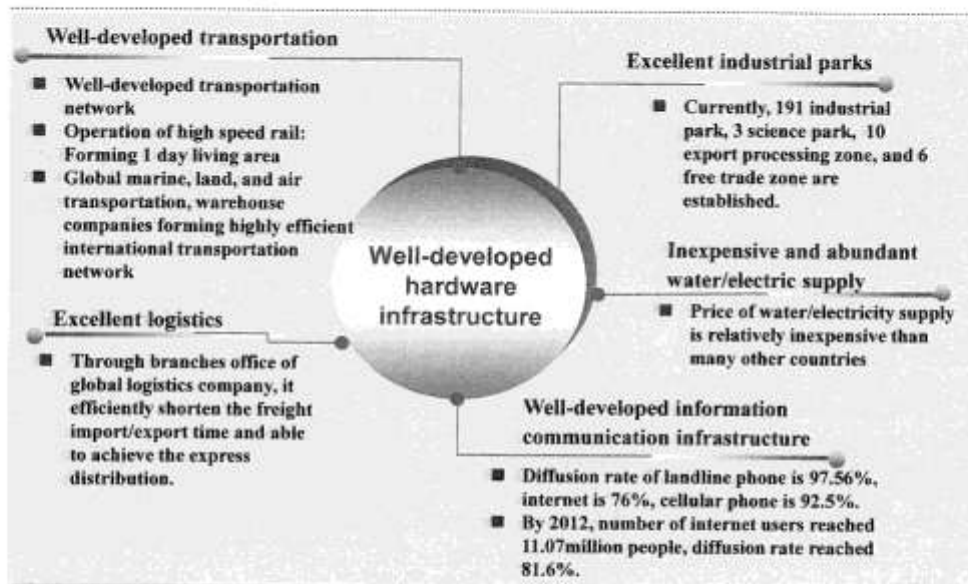 Well-developed transportation
■ Well-developed transportation
network
■ Operation of high speed rail:
Forming 1 day living area
■ Global marine, land, and air
transportation, warehouse
companies forming highly efficient
international transportation
network
Excellent logistics
■ Through branches office of
global logistics company, it
efficiently shorten the freight
import/export time and able
to achieve the express
distribution.
Well-developed
hardware
infrastructure
Excellent industrial parks
■ Currently, 191 industrial
park, 3 science park, 10
export processing zone, and 6
free trade zone are
established.
Inexpensive and abundant
water/electric supply
■ Price of water/electricity supply
is relatively inexpensive than
many other countries
Well-developed information
communication infrastructure
■ Diffusion rate of landline phone is 97.56%,
internet is 76%, cellular phone is 92.5%.
■ By 2012, number of internet users reached
11.07million people, diffusion rate reached
81.6%.